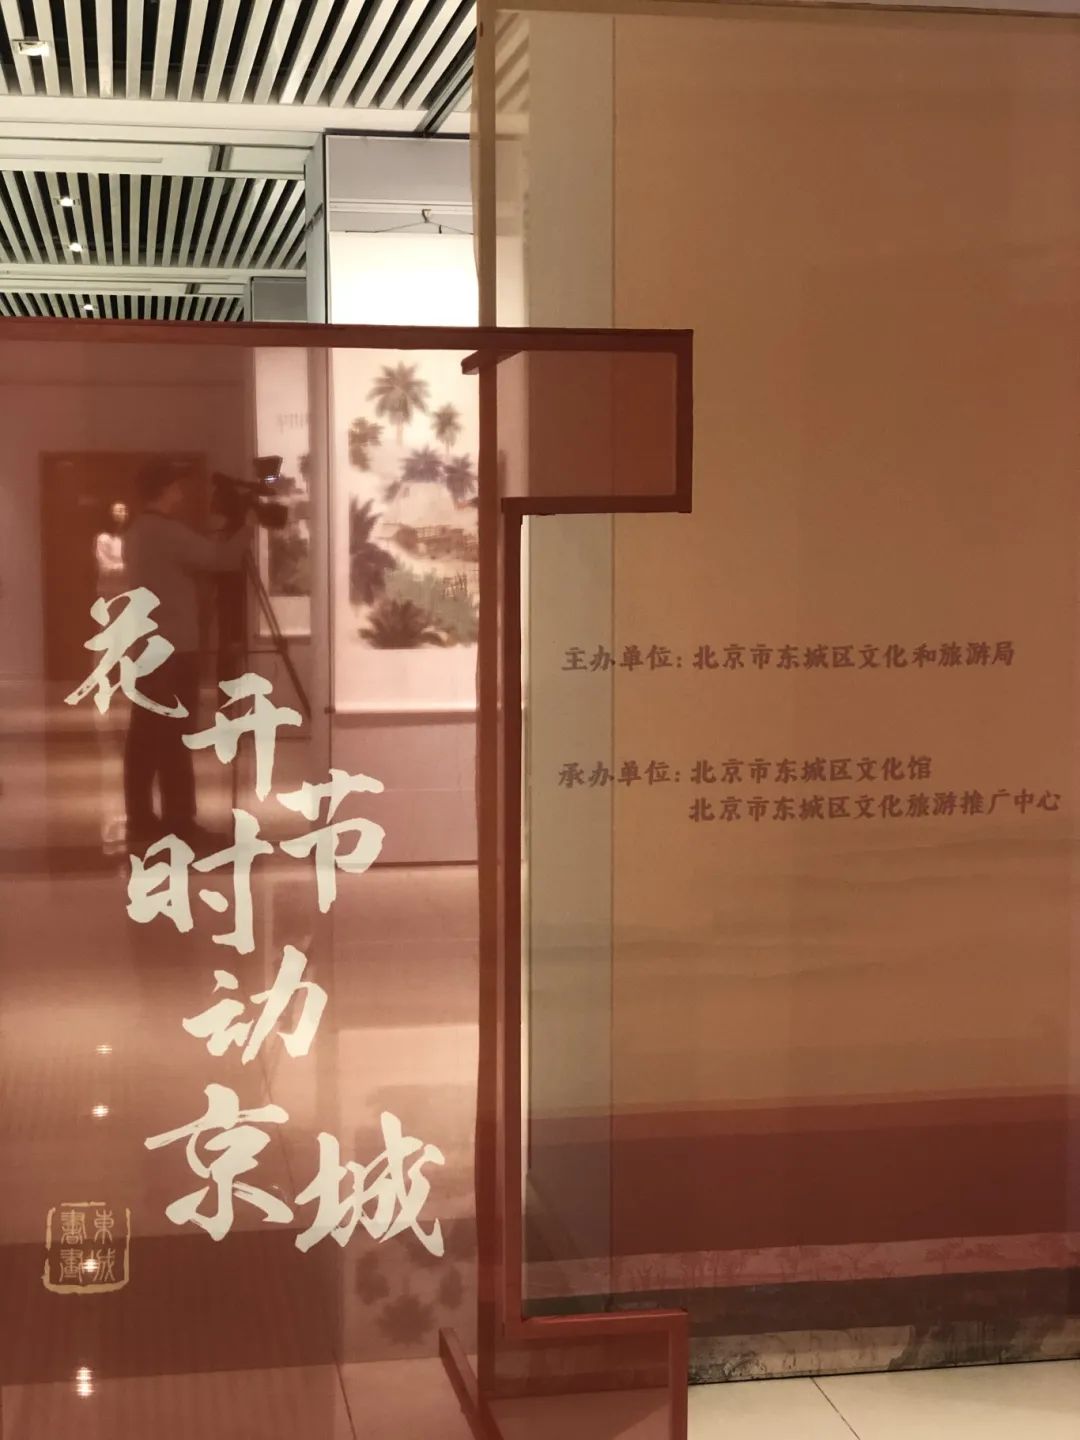 花开时节动京城
東城書畫
主办单位：北京市东城区文化和旅游局
承办单位：北京市东城区文化馆
北京市东城区文化旅游推广中心